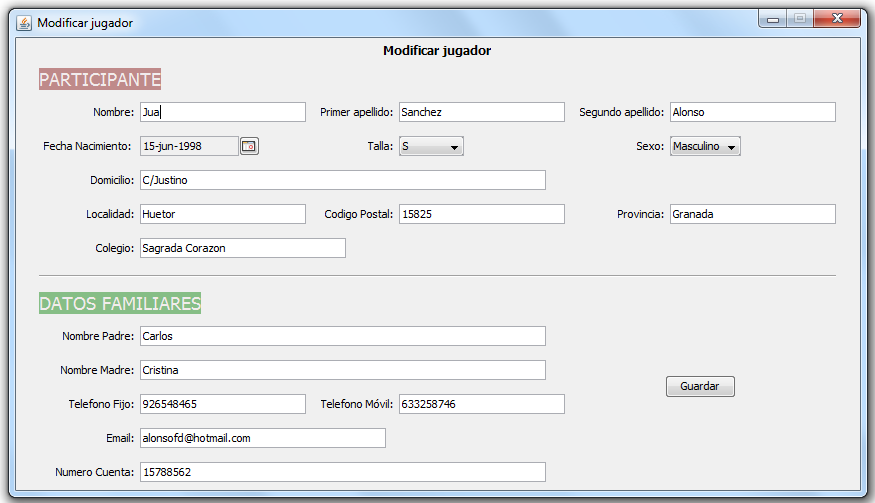 Modificar jugador
Modificar jugador
PARTICIPANTE
Nombre: Jua Primer apellido: Sanchez Segundo apellido: Alonso
Fecha Nacimiento: 15-jun-1998 Talla: S Sexo: Masculino
Domicilio: C/Justino
Localidad: Huetor Codigo Postal: 15825 Provincia: Granada
Colegio: Sagrada Corazon
DATOS FAMILIARES
Nombre Padre: Carlos
Nombre Madre: Cristina
Guardar
Telefono Fijo: 926548465 Telefono Móvil: 633258746
Email: alonsofd@hotmail.com
Numero Cuenta: 15788562